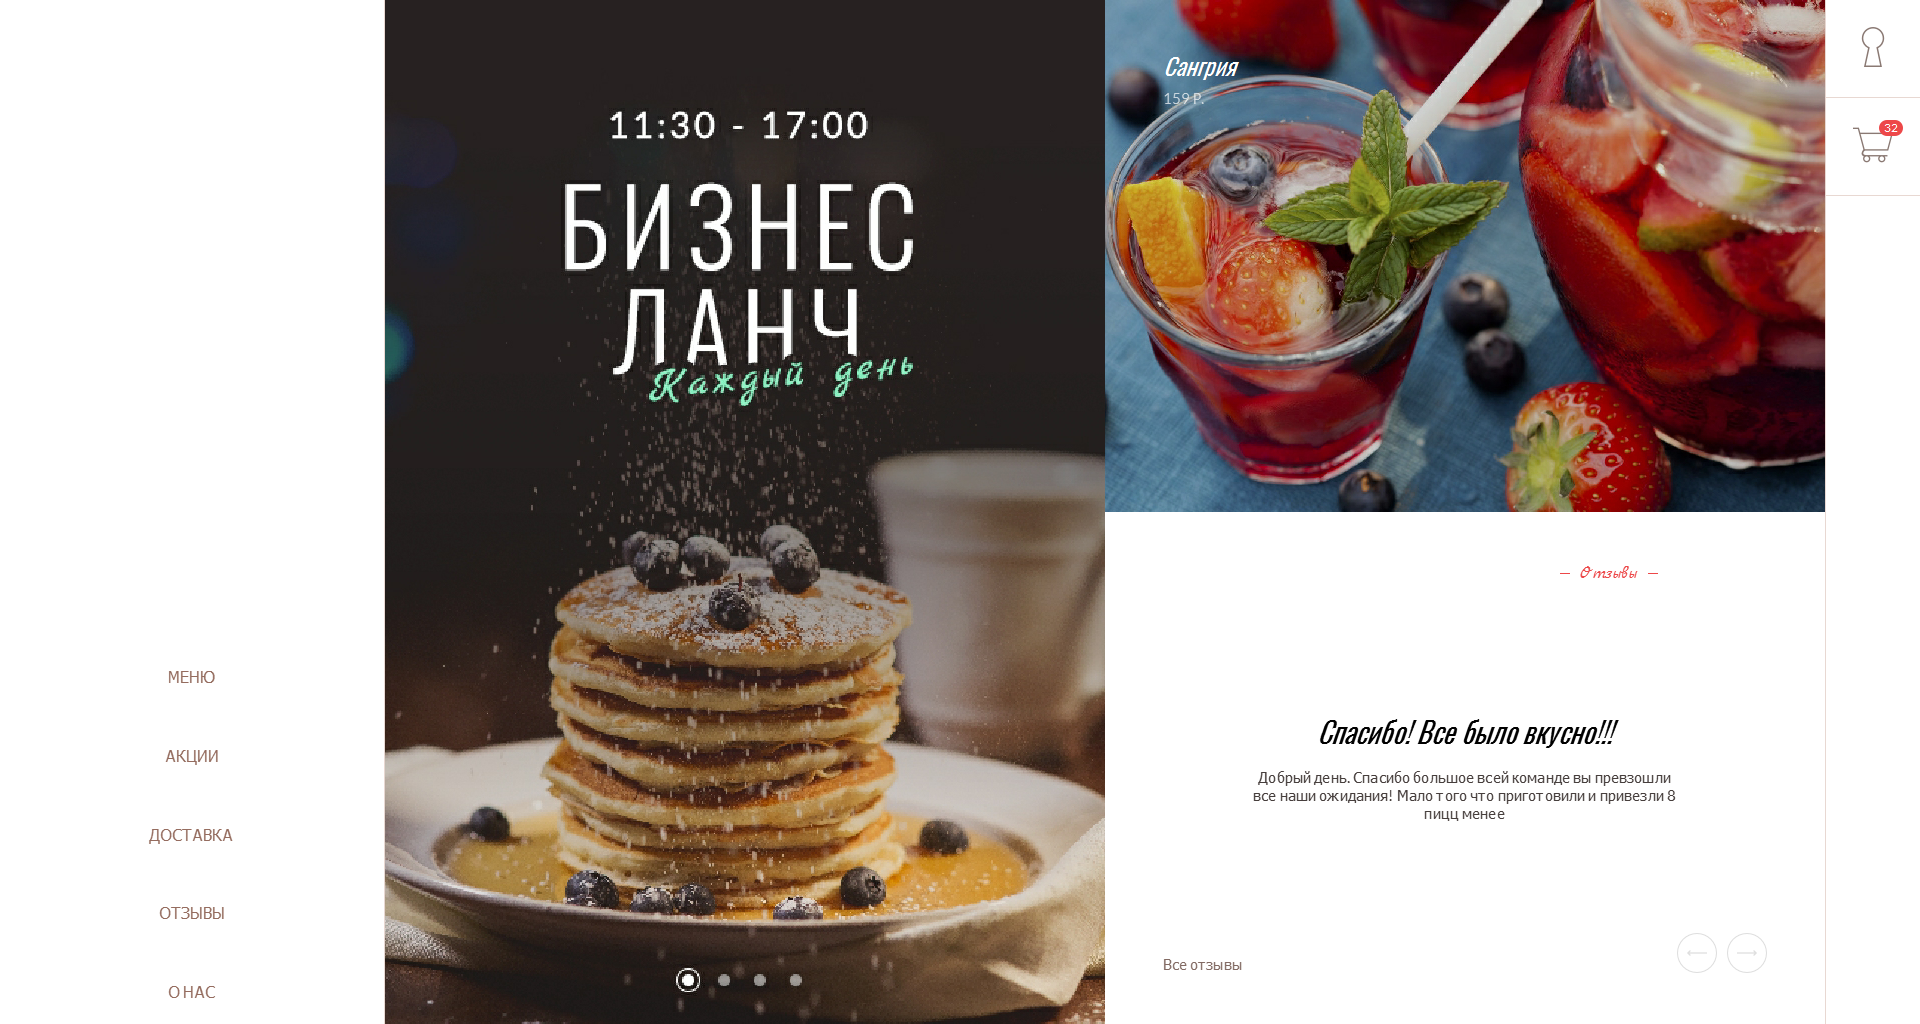 МЕНЮ
АКЦИИ
ДОСТАВКА
ОТЗЫВЫ
О НАС
11:30 - 17:00
БИЗНЕС
ЛАНЧ
Каждый день
Сангрия
159 Р.
32
Отзывы
Спасибо! Все было вкусно!!!
Добрый день. Спасибо большое всей команде вы превзошли
все наши ожидания! Мало того что приготовили и привезли 8
пицц менее
Все отзывы